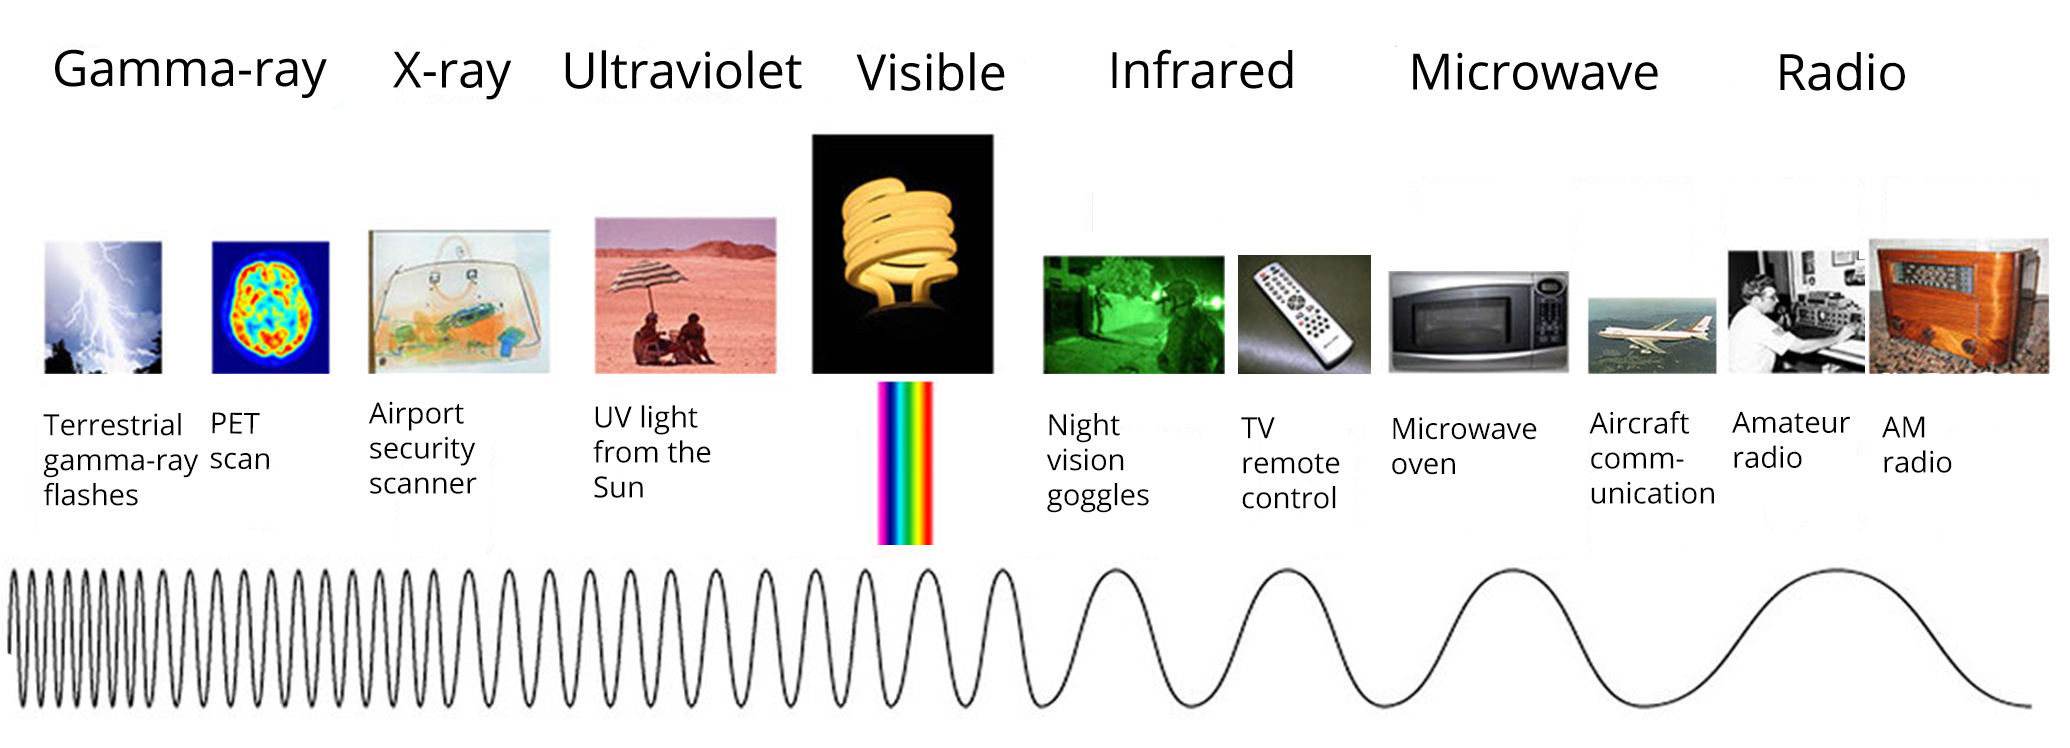 Gamma-ray X-ray Ultraviolet Visible Infrared Microwave Radio
Terrestrial
gamma-ray
flashes
PET
scan
Airport
security
scanner
UV light
from the
Sun
Night
vision
goggles
TV
remote
control
Microwave
oven
Aircraft
comm-
unication
Amateur
radio
AM
radio